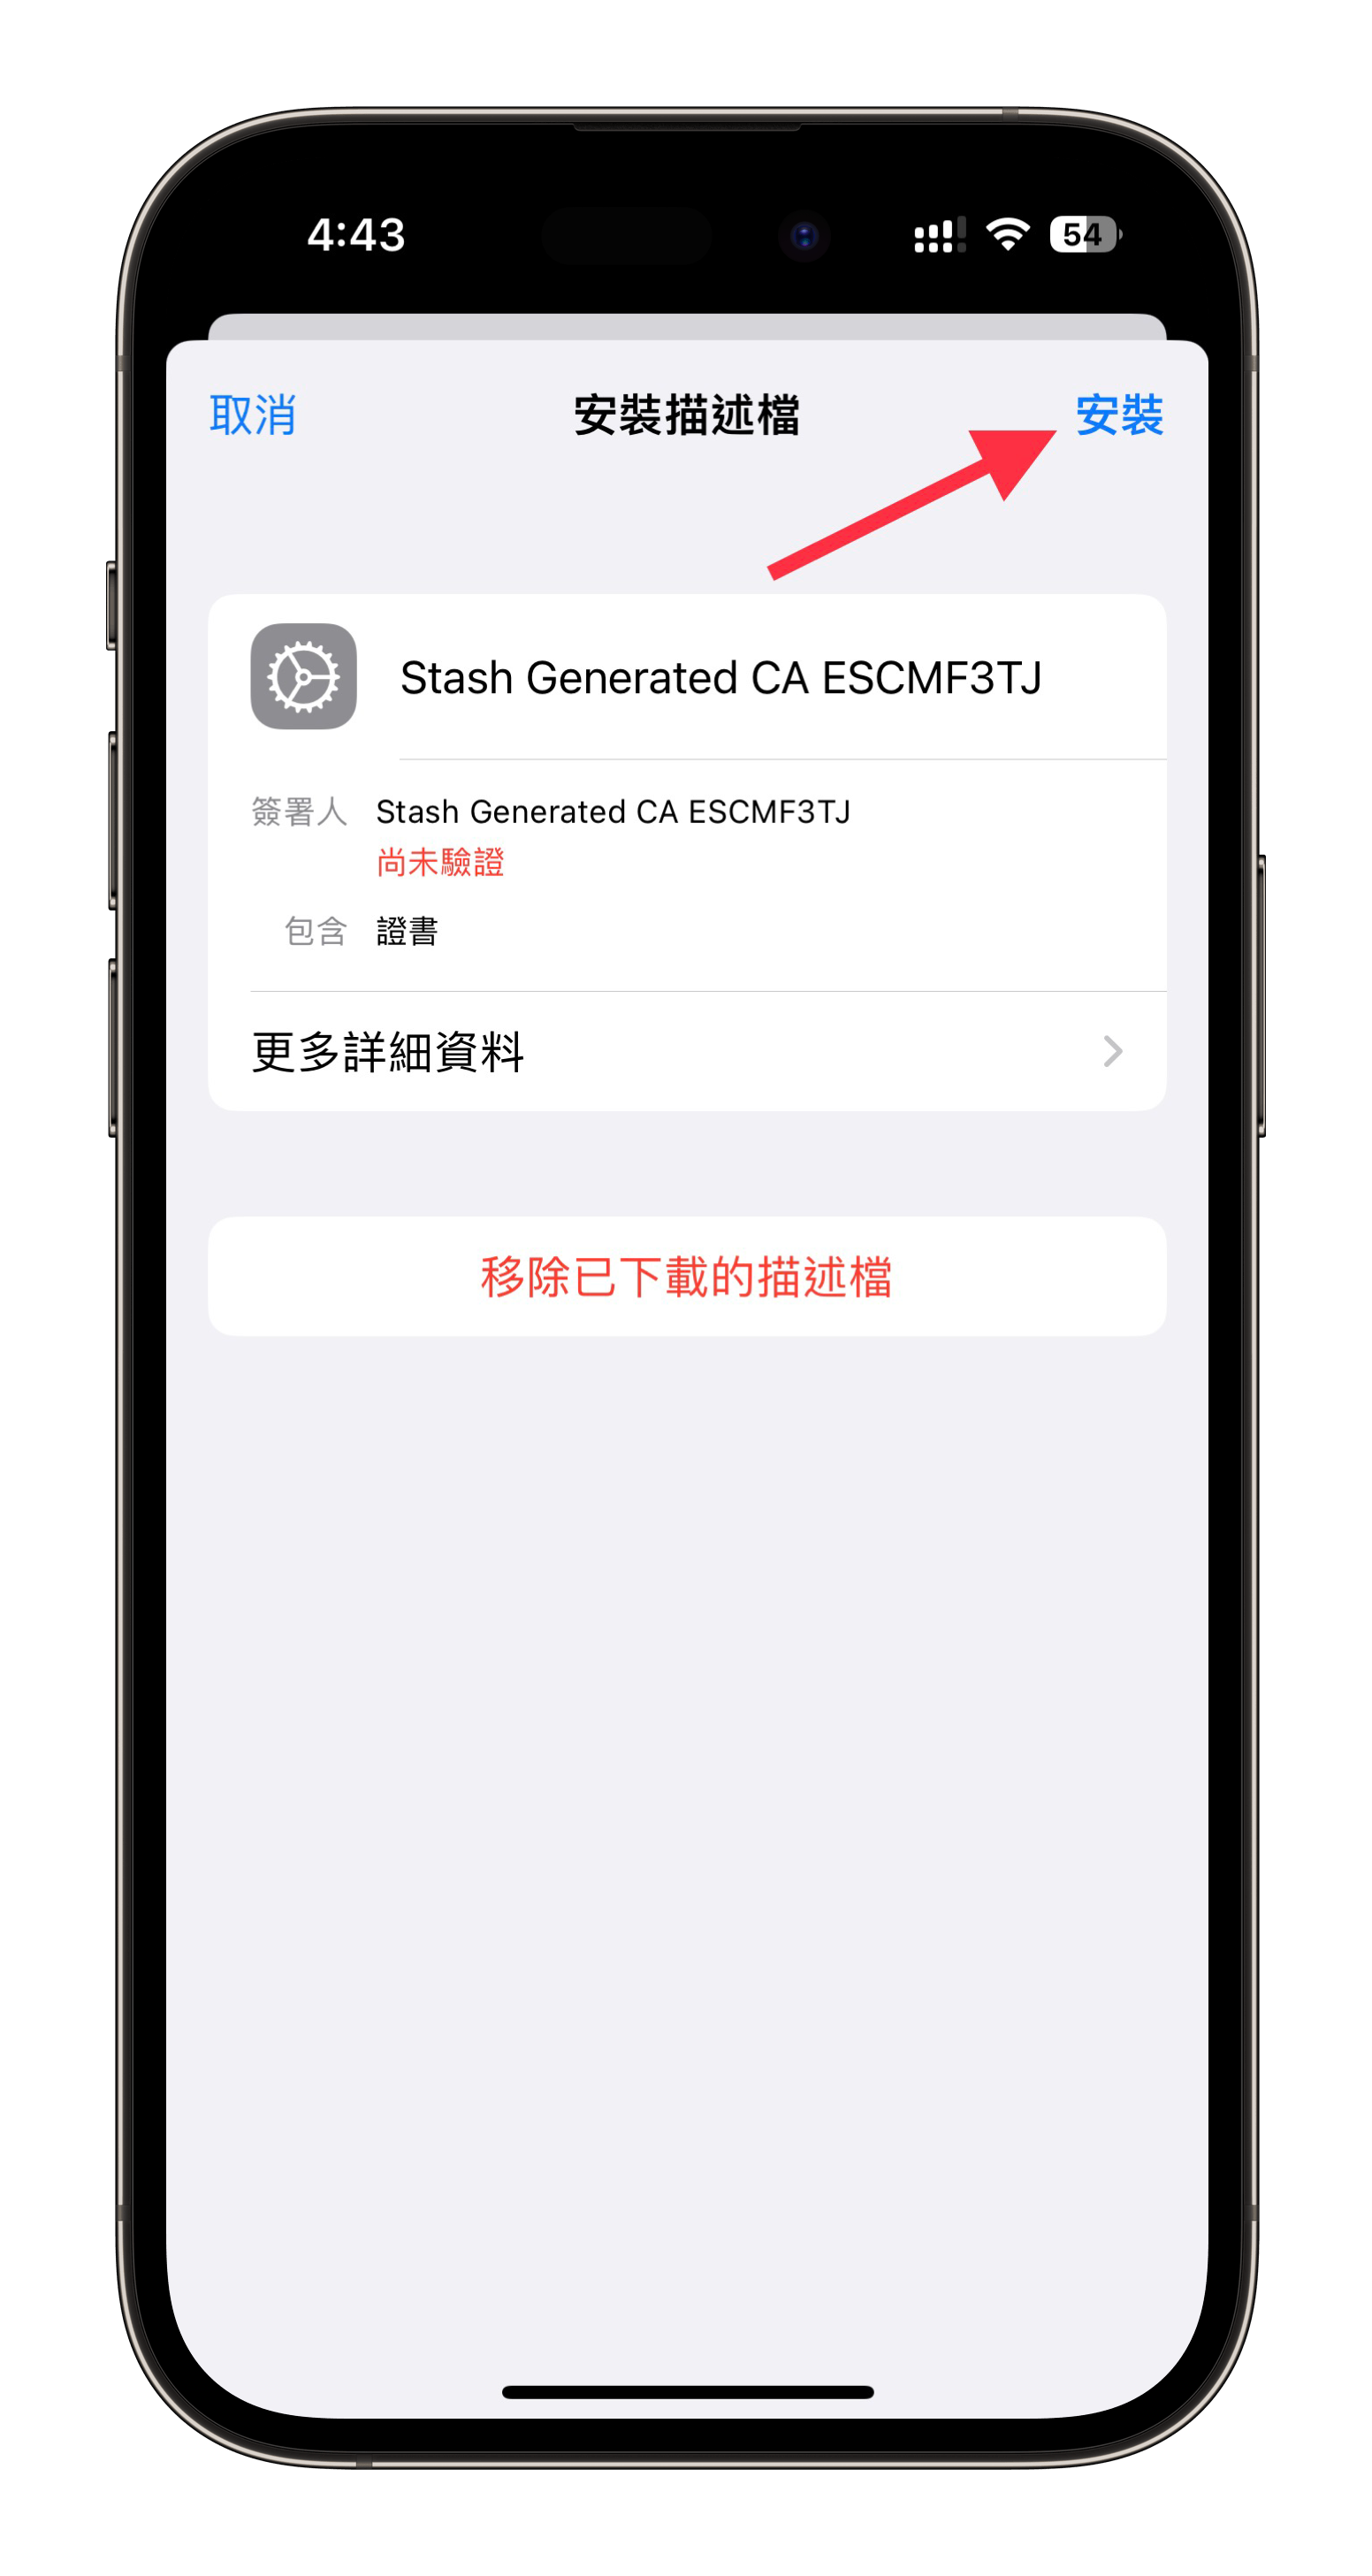 4:43
54
取消
安裝描述檔
安裝
Stash Generated CA ESCMF3TJ
簽署人 Stash Generated CA ESCMF3TJ
尚未驗證
包含 證書
更多詳細資料
移除已下載的描述檔